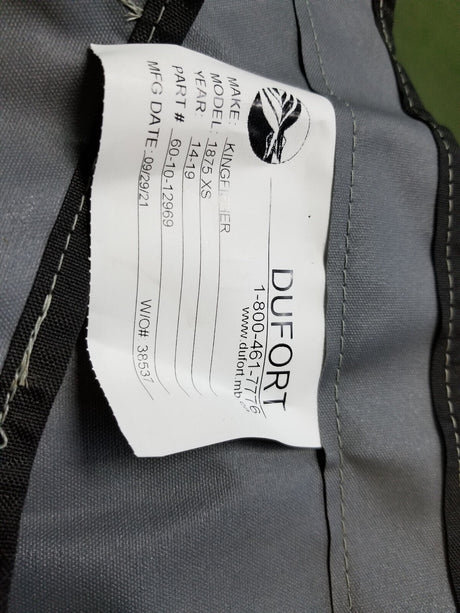 DUFORT
1-800-461-7776
www.dufort.mb
MAKE: KINGFISHER
MODEL: 1875 XS
YEAR: 14-19
PART # 60-10-12969
MFG DATE: 09/29/21 W/O# 38537